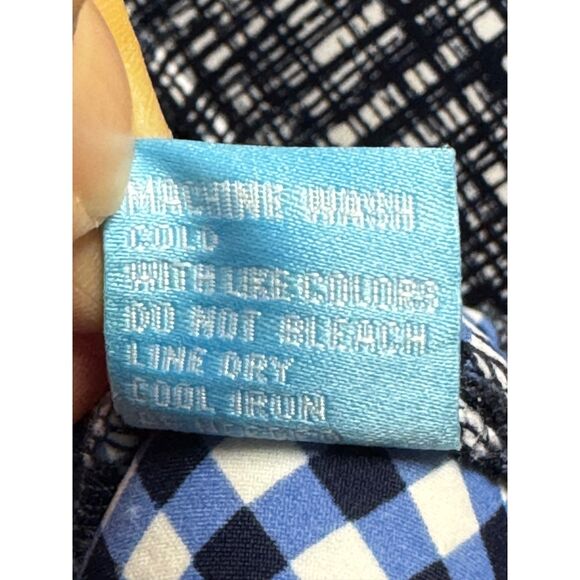 MACHINE WASH
COLD
WITH LIKE COLORS
DO NOT BLEACH
LINE DRY
COOL IRON